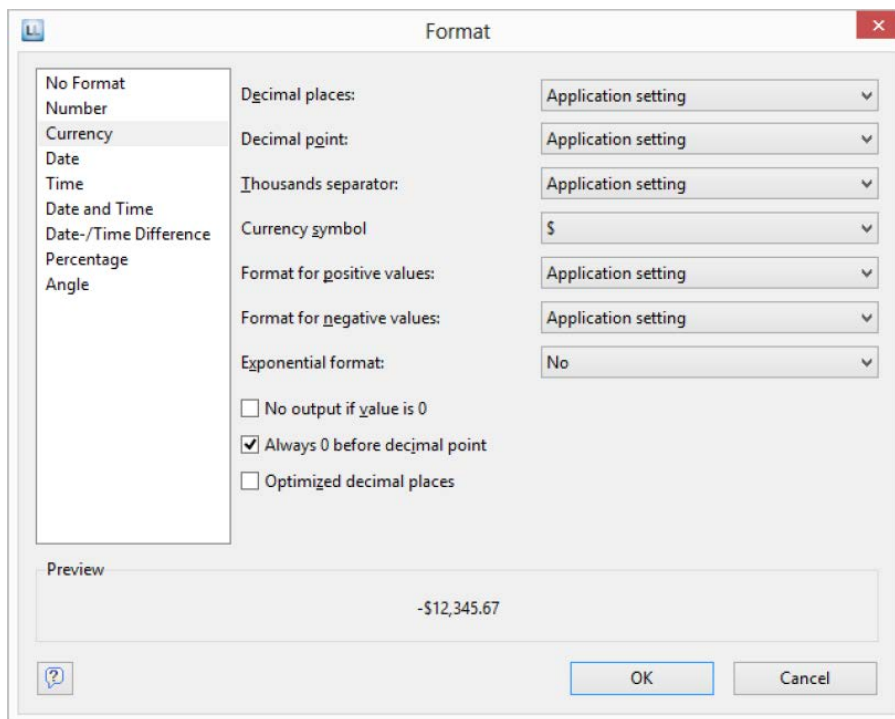 LL
Format
No Format
Number
Currency
Date
Time
Date and Time
Date-/Time Difference
Percentage
Angle
Decimal places: Application setting
Decimal point: Application setting
Thousands separator: Application setting
Currency symbol $
Format for positive values: Application setting
Format for negative values: Application setting
Exponential format: No
No output if value is 0
Always 0 before decimal point
Optimized decimal places
Preview
-$12,345.67
?
OK Cancel